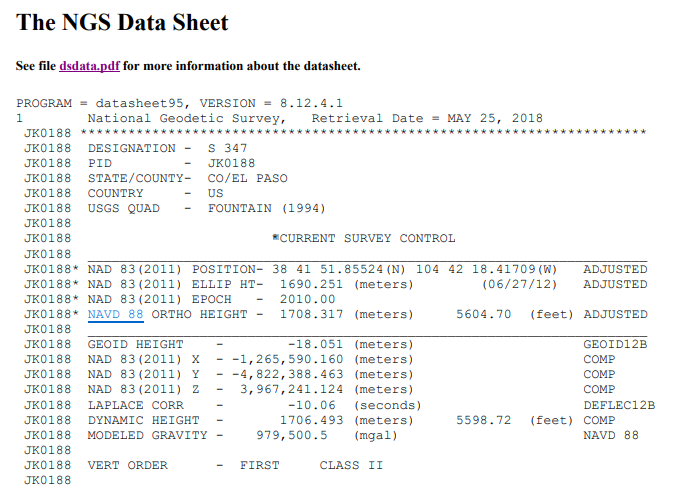 The NGS Data Sheet
See file dsdata.pdf for more information about the datasheet.
PROGRAM = datasheet95, VERSION = 8.12.4.1
1        National Geodetic Survey,   Retrieval Date = MAY 25, 2018
 JK0188 ***********************************************************************
 JK0188  DESIGNATION -  S 347
 JK0188  PID         -  JK0188
 JK0188  STATE/COUNTY-  CO/EL PASO
 JK0188  COUNTRY     -  US
 JK0188  USGS QUAD   -  FOUNTAIN (1994)
 JK0188
 JK0188                         *CURRENT SURVEY CONTROL
 JK0188  ______________________________________________________________________
 JK0188* NAD 83(2011) POSITION- 38 41 51.85524(N) 104 42 18.41709(W)   ADJUSTED
 JK0188* NAD 83(2011) ELLIP HT-  1690.251 (meters)        (06/27/12)   ADJUSTED
 JK0188* NAD 83(2011) EPOCH   -  2010.00
 JK0188* NAVD 88 ORTHO HEIGHT -  1708.317 (meters)     5604.70  (feet) ADJUSTED
 JK0188  ______________________________________________________________________
 JK0188  GEOID HEIGHT    -        -18.051 (meters)                     GEOID12B
 JK0188  NAD 83(2011) X  - -1,265,590.160 (meters)                     COMP
 JK0188  NAD 83(2011) Y  - -4,822,388.463 (meters)                     COMP
 JK0188  NAD 83(2011) Z  -  3,967,241.124 (meters)                     COMP
 JK0188  LAPLACE CORR    -        -10.06  (seconds)                    DEFLEC12B
 JK0188  DYNAMIC HEIGHT  -       1706.493 (meters)     5598.72  (feet) COMP
 JK0188  MODELED GRAVITY -    979,500.5   (mgal)                       NAVD 88
 JK0188
 JK0188  VERT ORDER      -  FIRST     CLASS II
 JK0188